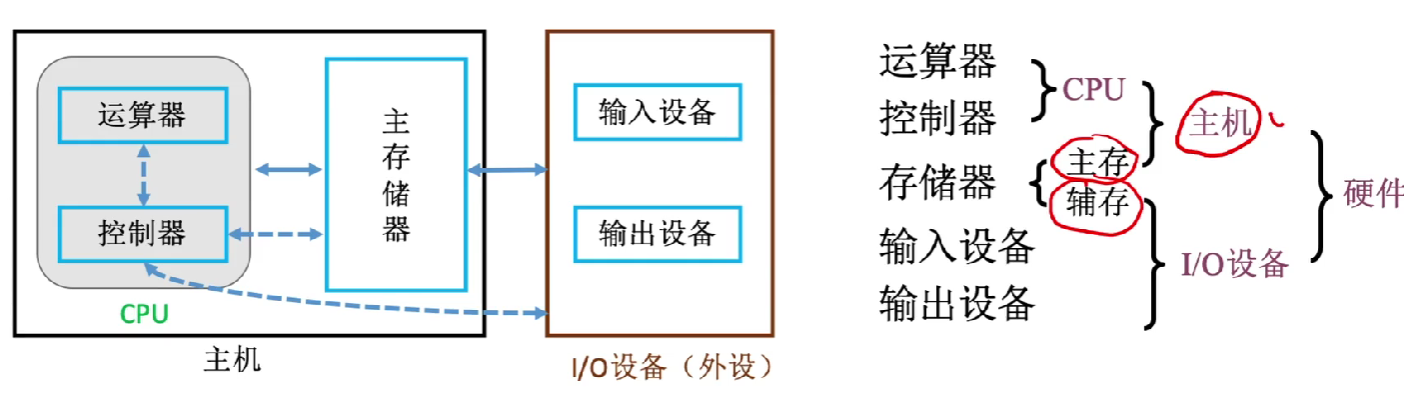 运算器
控制器
CPU
主存储器
主机
输入设备
输出设备
I/O设备（外设）
运算器
控制器
CPU
存储器
主存
辅存
主机
输入设备
输出设备
I/O设备
硬件